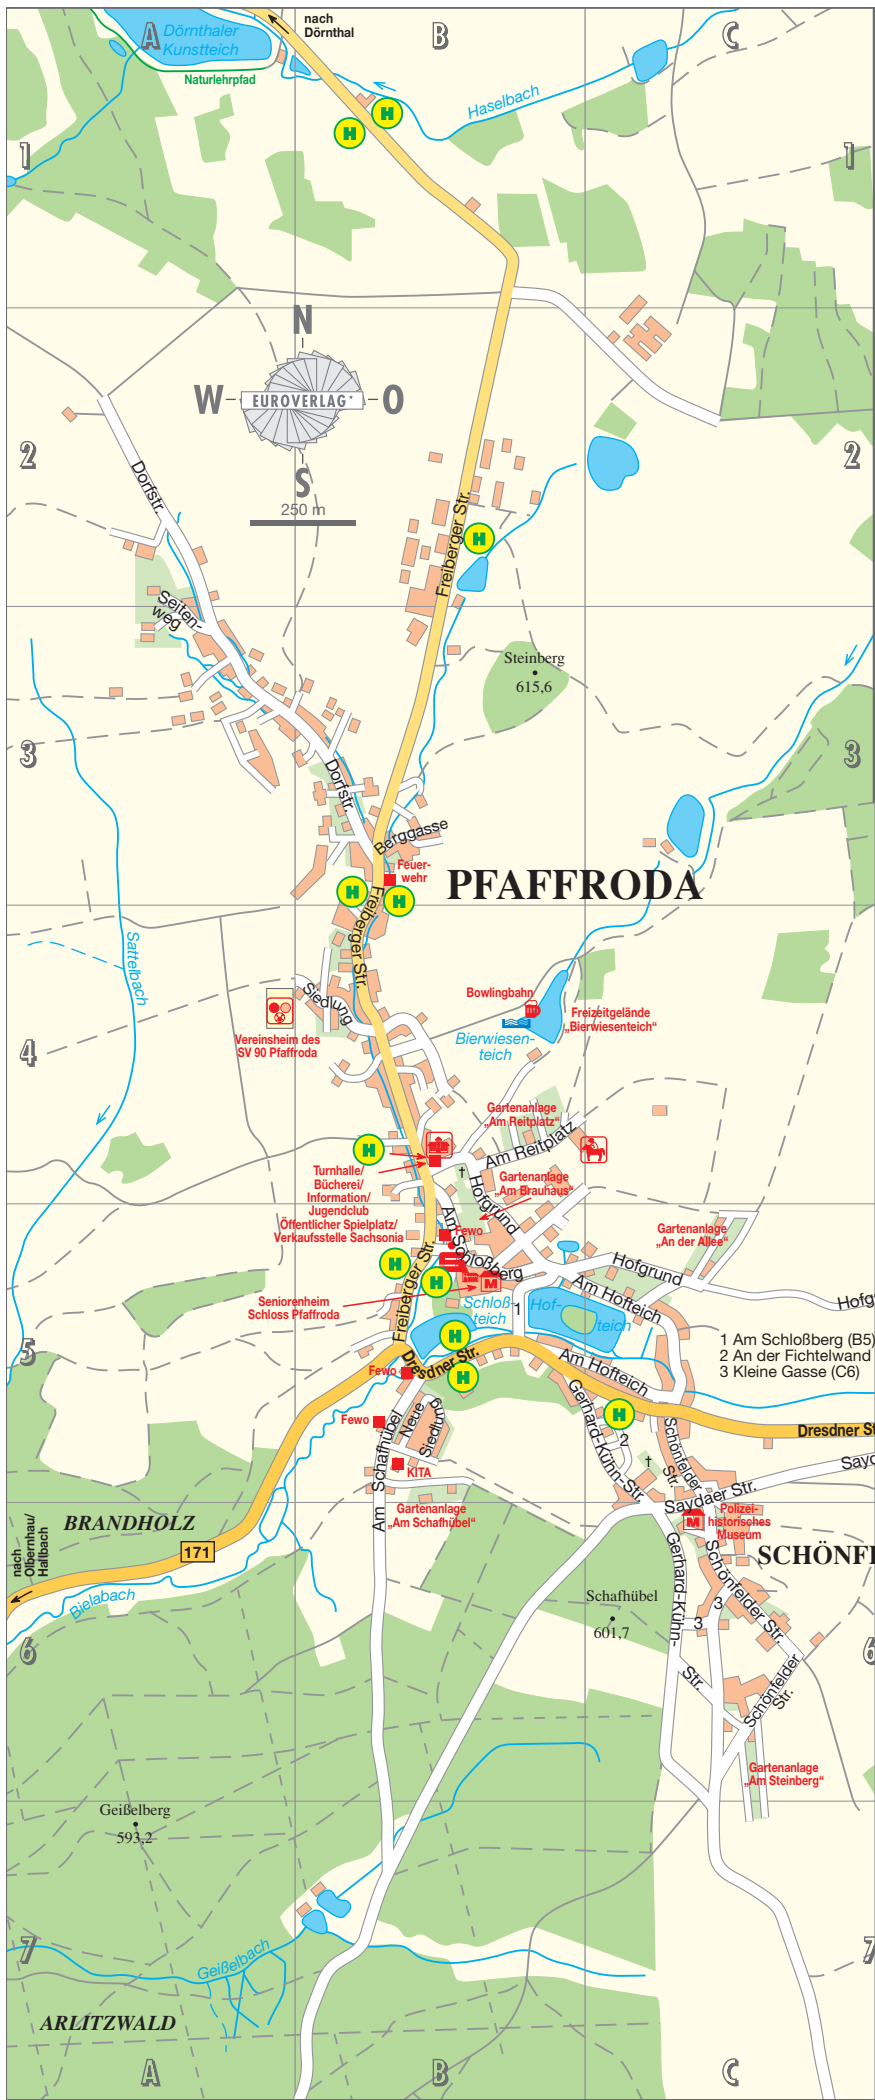 nach
Dörnthal
A
Dörnthaler
Kunstteich
B
C
Naturlehrpfad
Haselbach
1
1
N
W
EUROVERLAG
O
S
250 m
2
2
Dorfstr.
Freiberger Str.
Seiten-
weg
Steinberg
615,6
3
3
Dorfstr.
Berggasse
Feuer-
wehr
PFAFFRODA
Freiberger Str.
Sattelbach
Siedlung
Bowlingbahn
Freizeitgelände
„Bierwiesenteich“
Vereinsheim des
SV 90 Pfaffroda
Bierwiesen-
teich
4
4
Gartenanlage
„Am Reitplatz“
Am Reitplatz
Turnhalle/
Bücherei/
Information/
Jugendclub
Öffentlicher Spielplatz/
Verkaufsstelle Sachsonia
Gartenanlage
„Am Brauhaus“
Hofgrund
Am Schloßberg
Fewo
Gartenanlage
„An der Allee“
Hofgrund
Hofg
Am Hofteich
Freiberger Str.
Seniorenheim
Schloss Pfaffroda
Schloß-
teich
1
Hof-
teich
5
1 Am Schloßberg (B5)
2 An der Fichtelwand
3 Kleine Gasse (C6)
Dresdner Str.
Am Hofteich
Fewo
Fewo
Neue
Siedlung
Am Schafhübel
KITA
Gartenanlage
„Am Schafhübel“
Gerhard-Kühn-Str.
2
Schönfelder
Str.
Dresdner St
Sayd
Saydaer Str.
Polizei-
historisches
Museum
BRANDHOLZ
171
nach
Olbernhau/
Hallbach
Bielabach
SCHÖNFE
Schafhübel
601,7
Gerhard-Kühn-
Str.
Schönfelder Str.
3
3
6
6
Schönfelder
Str.
Gartenanlage
„Am Steinberg“
Geißelberg
593,2
Geißelbach
7
7
ARLITZWALD
A
B
C
H
H
H
H
H
H
H
H
H
H
H
M
M